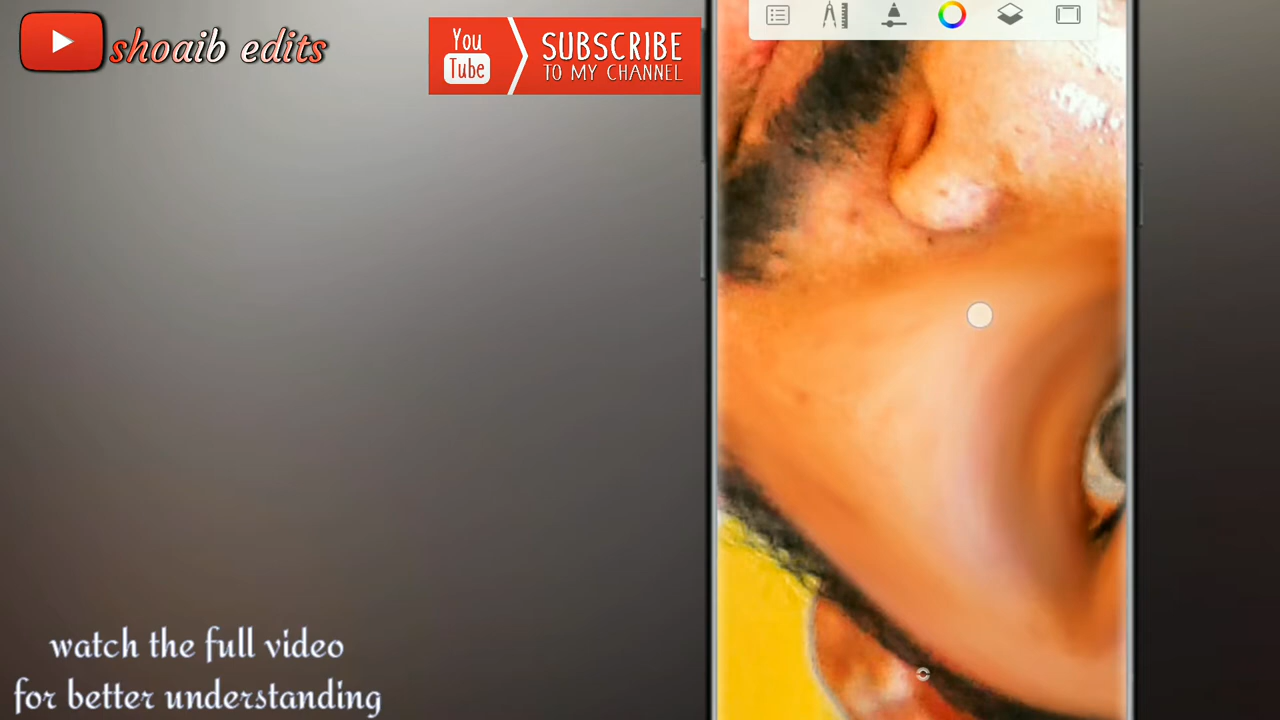 shoaib edits
You
Tube
SUBSCRIBE
TO MY CHANNEL
watch the full video
for better understanding